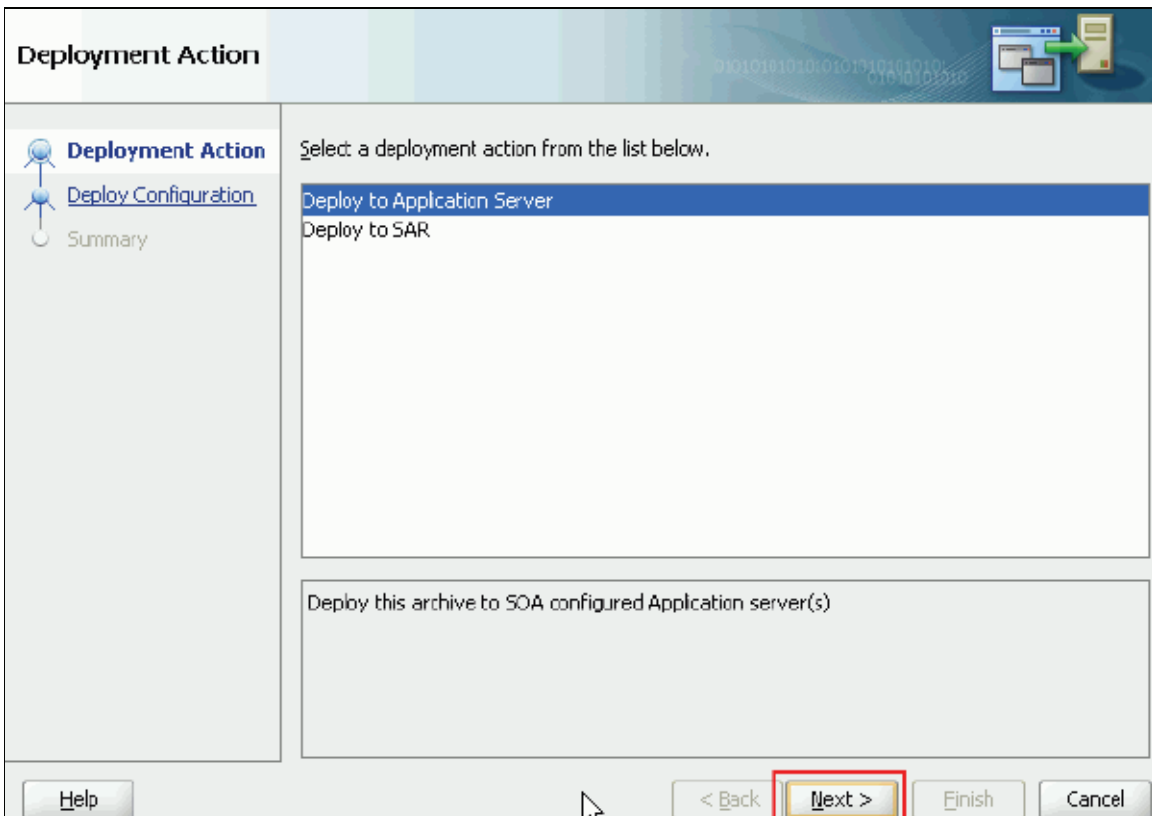 Deployment Action
Deployment Action
Select a deployment action from the list below.
Deploy Configuration
Summary
Deploy to Application Server
Deploy to SAR
Deploy this archive to SOA configured Application server(s)
Help
< Back
Next >
Finish
Cancel